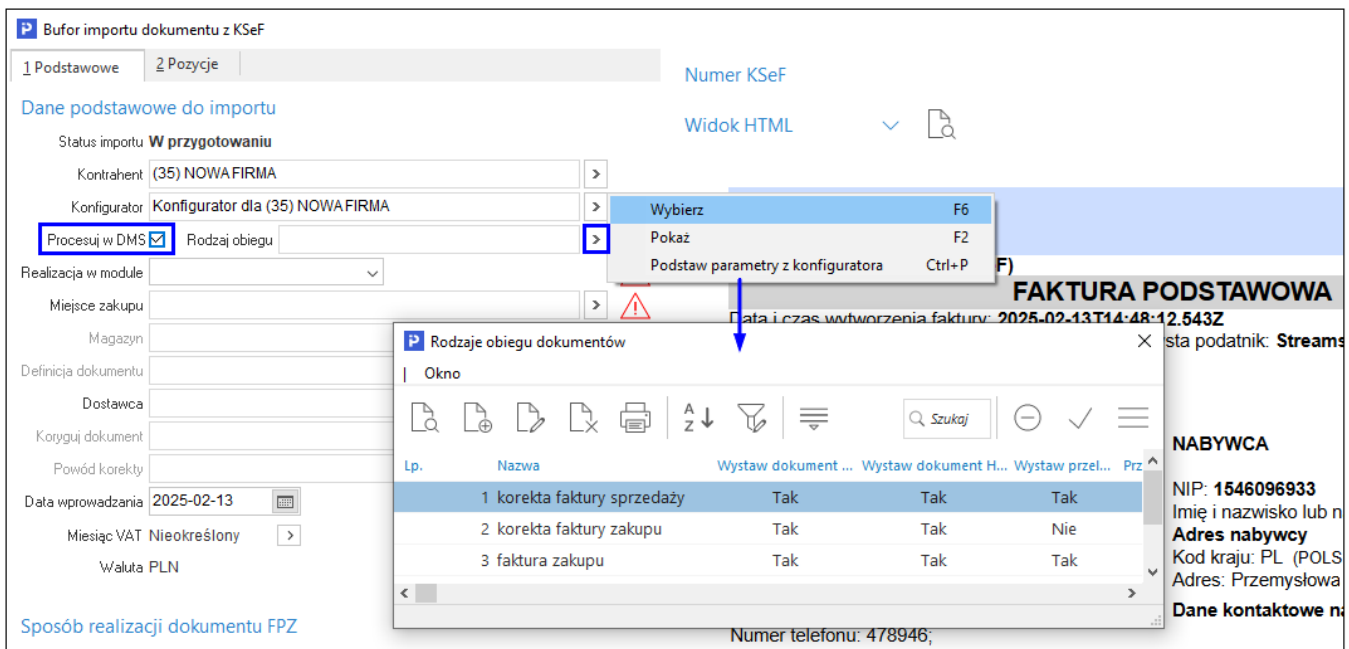 Bufor importu dokumentu z KSeF
1 Podstawowe
2 Pozycje
Dane podstawowe do importu
Status importu W przygotowaniu
Kontrahent (35) NOWA FIRMA
Konfigurator Konfigurator dla (35) NOWA FIRMA
Procesuj w DMS
Rodzaj obiegu
Realizacja w module
Miejsce zakupu
Magazyn
Definicja dokumentu
Dostawca
Koryguj dokument
Powód korekty
Data wprowadzania 2025-02-13
Miesiąc VAT Nieokreślony
Waluta PLN
Sposób realizacji dokumentu FPZ
Numer KSeF
Widok HTML
Wybierz F6
Pokaż F2
Podstaw parametry z konfiguratora Ctrl+P
F)
FAKTURA PODSTAWOWA
Data i czas wytworzenia faktury: 2025-02-13T14:48:12.543Z
sta podatnik: Streams
Rodzaje obiegu dokumentów
Okno
Szukaj
Lp. Nazwa Wystaw dokument ... Wystaw dokument H... Wystaw przel... Prz
1 korekta faktury sprzedaży Tak Tak Tak
2 korekta faktury zakupu Tak Tak Nie
3 faktura zakupu Tak Tak Tak
NABYWCA
NIP: 1546096933
Imię i nazwisko lub n
Adres nabywcy
Kod kraju: PL (POLS
Adres: Przemysłowa
Dane kontaktowe na
Numer telefonu: 478946;